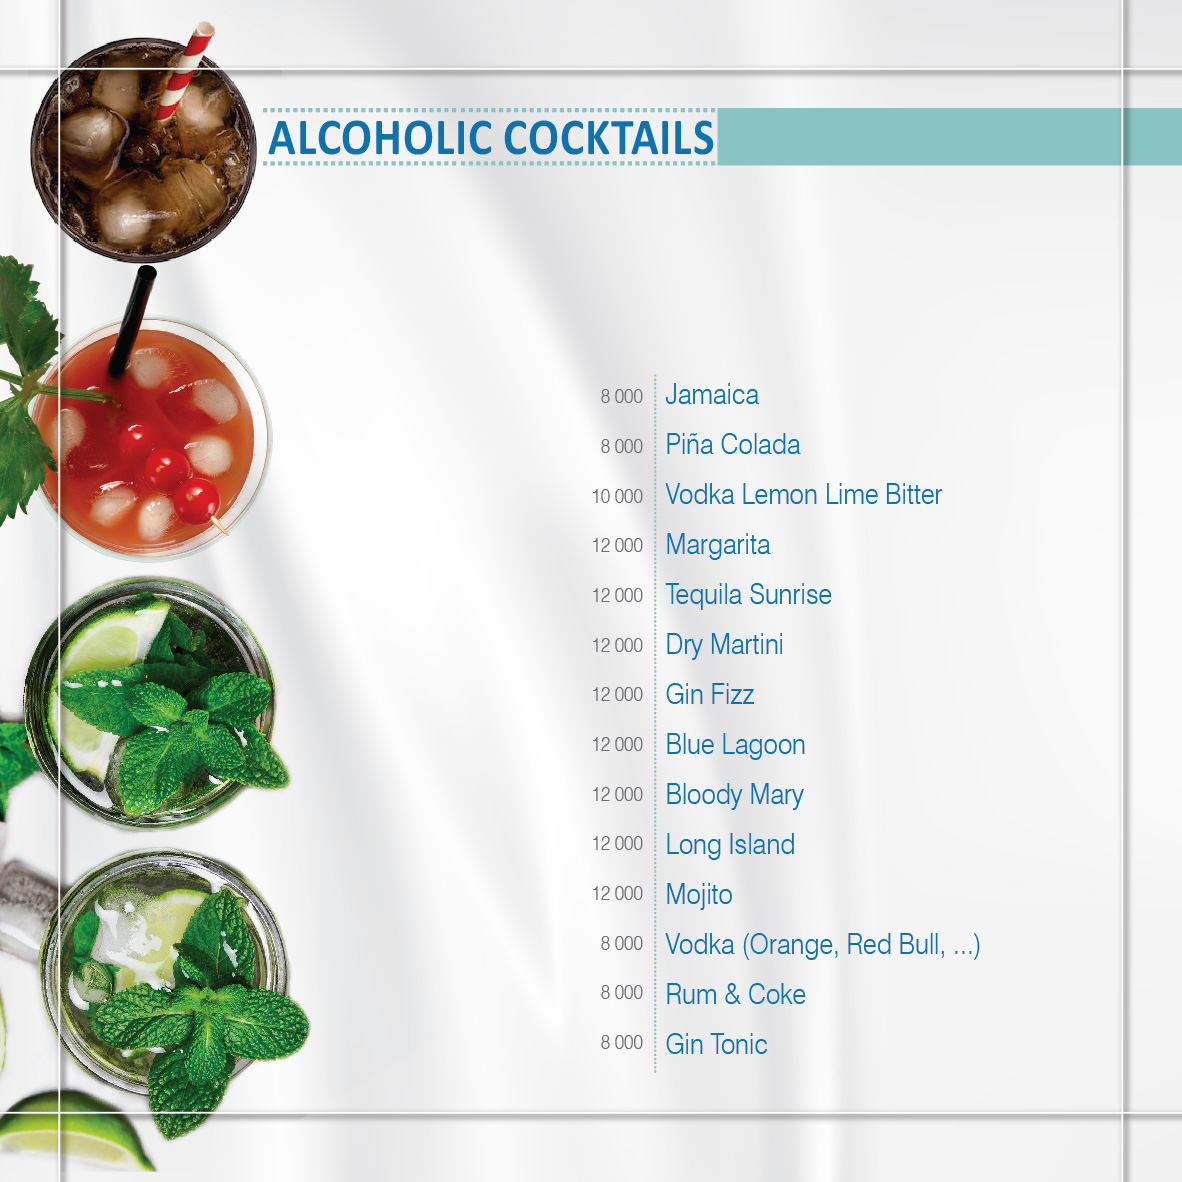 ALCOHOLIC COCKTAILS
8 000 Jamaica
8 000 Piña Colada
10 000 Vodka Lemon Lime Bitter
12 000 Margarita
12 000 Tequila Sunrise
12 000 Dry Martini
12 000 Gin Fizz
12 000 Blue Lagoon
12 000 Bloody Mary
12 000 Long Island
12 000 Mojito
8 000 Vodka (Orange, Red Bull, ...)
8 000 Rum & Coke
8 000 Gin Tonic